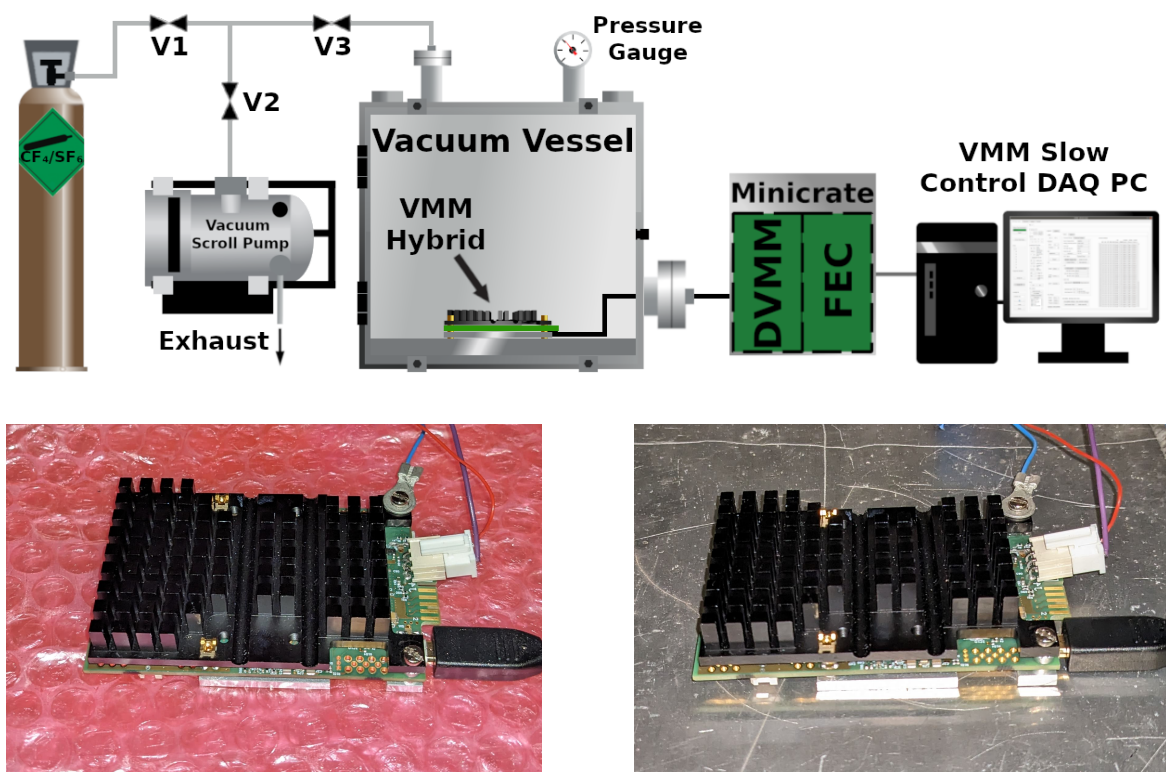 V1
V3
Pressure
Gauge
V2
CF₄/SF₆
Vacuum Vessel
VMM Slow
Control DAQ PC
Minicrate
VMM
Hybrid
Vacuum
Scroll Pump
DVMM
FEC
Exhaust